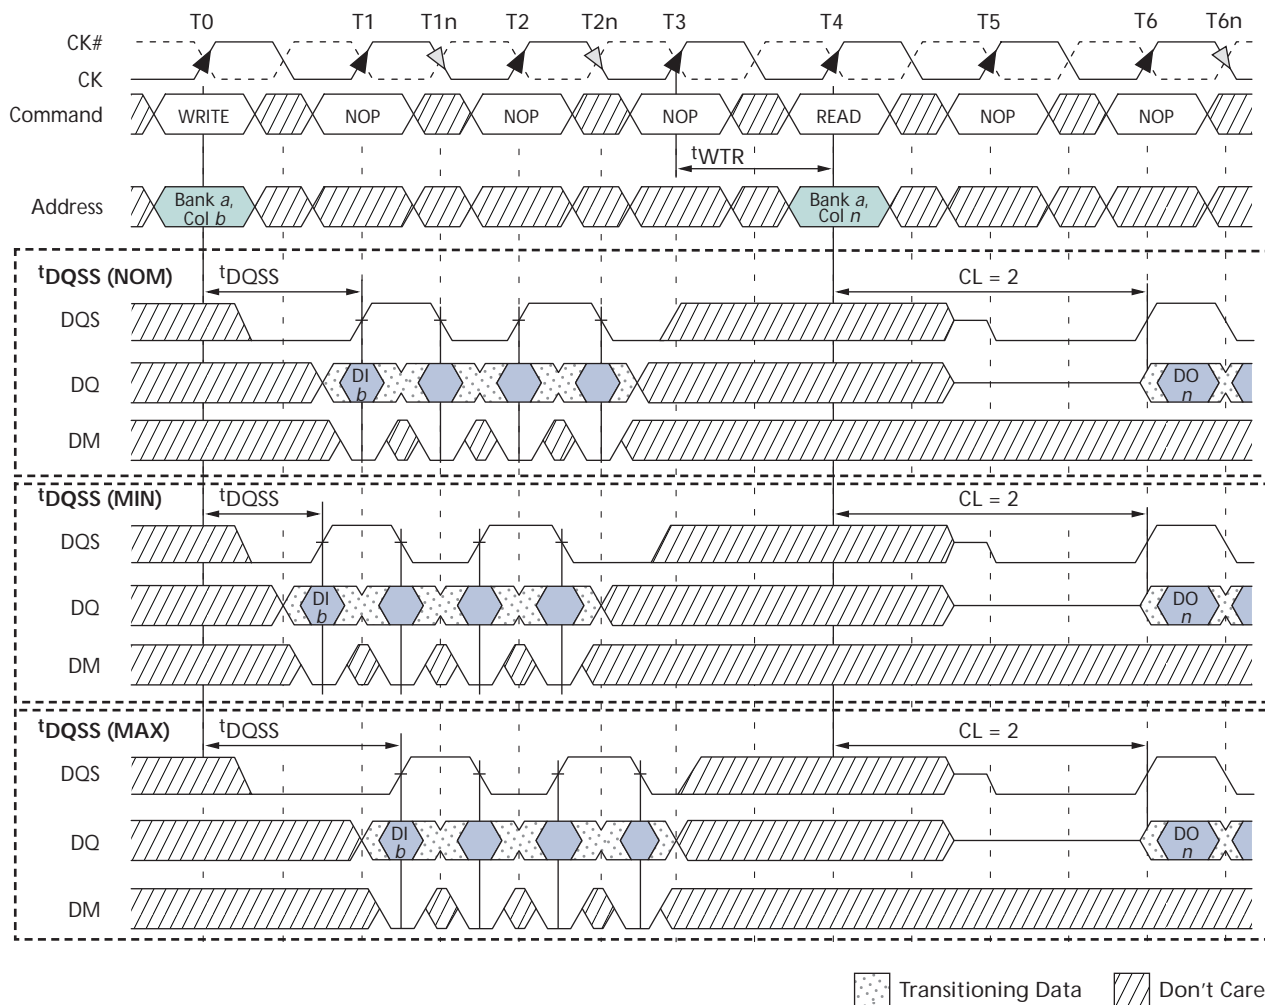 T0 T1 T1n T2 T2n T3 T4 T5 T6 T6n
CK#
CK
Command WRITE NOP NOP NOP READ NOP NOP
tWTR
Address Bank a, Col b Bank a, Col n
tDQSS (NOM) tDQSS CL = 2
DQS
DQ DI b DO n
DM
tDQSS (MIN) tDQSS CL = 2
DQS
DQ DI b DO n
DM
tDQSS (MAX) tDQSS CL = 2
DQS
DQ DI b DO n
DM
Transitioning Data Don't Care